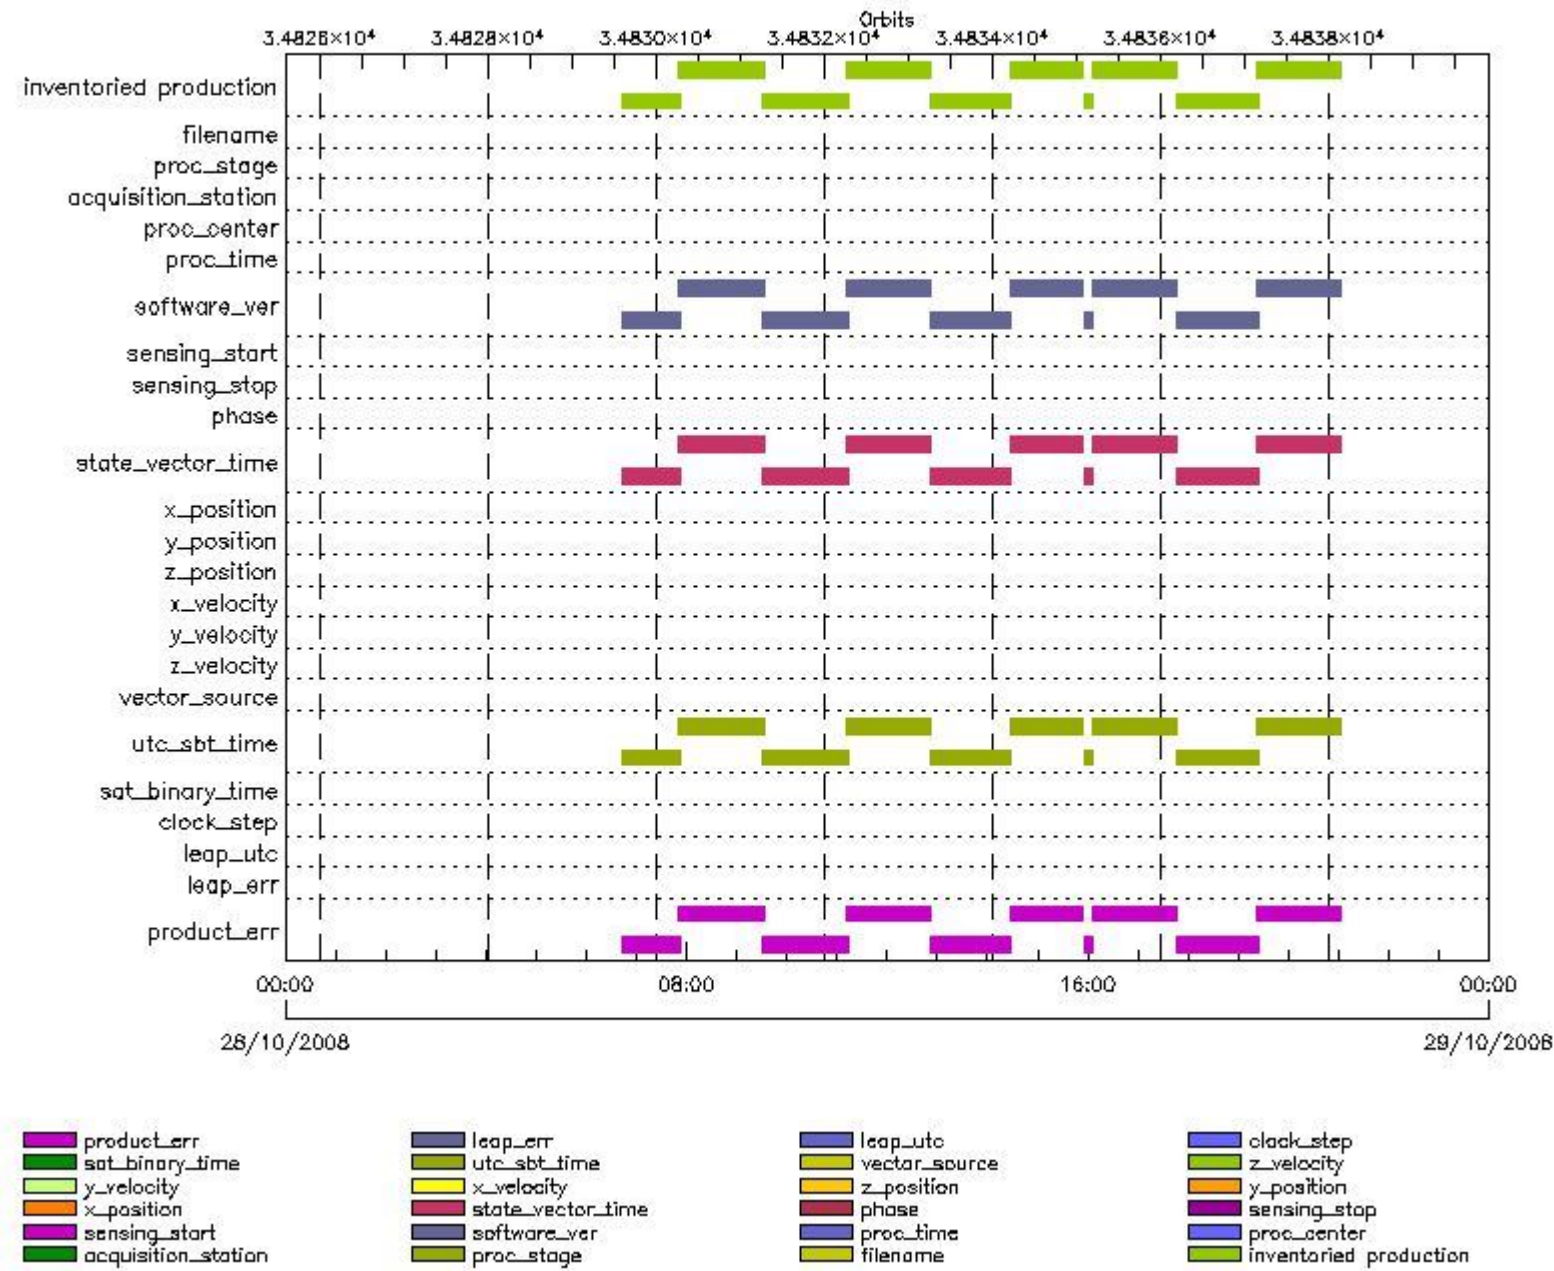 Orbits
3.4826×10⁴ 3.4828×10⁴ 3.4830×10⁴ 3.4832×10⁴ 3.4834×10⁴ 3.4836×10⁴ 3.4838×10⁴
inventoried production
filename
proc_stage
acquisition_station
proc_center
proc_time
software_ver
sensing_start
sensing_stop
phase
state_vector_time
x_position
y_position
z_position
x_velocity
y_velocity
z_velocity
vector_source
utc_sbt_time
sat_binary_time
clock_step
leap_utc
leap_err
product_err
00:00 08:00 16:00 00:00
28/10/2008 29/10/2008
product_err leap_err leap_utc clock_step
sat_binary_time utc_sbt_time vector_source z_velocity
y_velocity x_velocity z_position y_position
x_position state_vector_time phase sensing_stop
sensing_start software_ver proc_time proc_center
acquisition_station proc_stage filename inventoried production